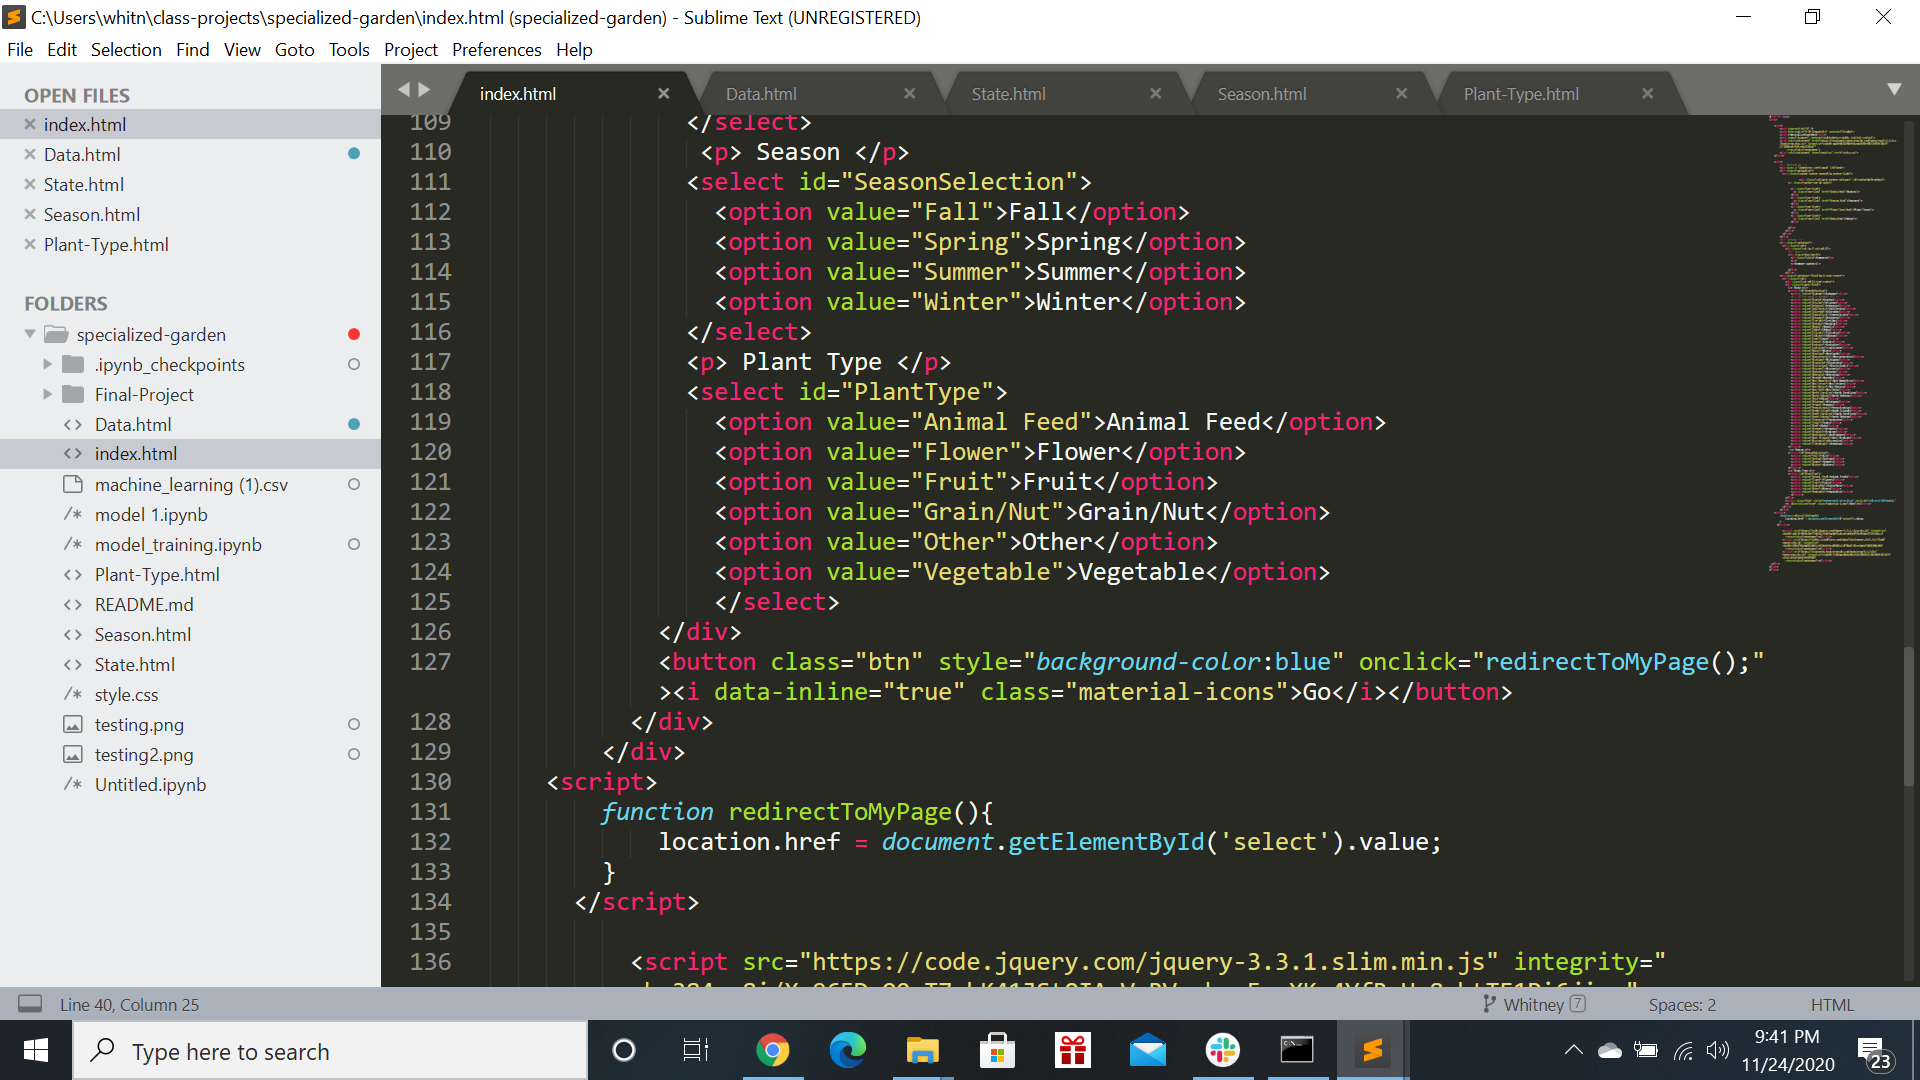 C:\Users\whitn\class-projects\specialized-garden\index.html (specialized-garden) - Sublime Text (UNREGISTERED)
File Edit Selection Find View Goto Tools Project Preferences Help
OPEN FILES
index.html
Data.html
State.html
Season.html
Plant-Type.html
FOLDERS
specialized-garden
.ipynb_checkpoints
Final-Project
Data.html
index.html
machine_learning (1).csv
model 1.ipynb
model_training.ipynb
Plant-Type.html
README.md
Season.html
State.html
style.css
testing.png
testing2.png
Untitled.ipynb
index.html Data.html State.html Season.html Plant-Type.html
109 </select>
110 <p> Season </p>
111 <select id="SeasonSelection">
112 <option value="Fall">Fall</option>
113 <option value="Spring">Spring</option>
114 <option value="Summer">Summer</option>
115 <option value="Winter">Winter</option>
116 </select>
117 <p> Plant Type </p>
118 <select id="PlantType">
119 <option value="Animal Feed">Animal Feed</option>
120 <option value="Flower">Flower</option>
121 <option value="Fruit">Fruit</option>
122 <option value="Grain/Nut">Grain/Nut</option>
123 <option value="Other">Other</option>
124 <option value="Vegetable">Vegetable</option>
125 </select>
126 </div>
127 <button class="btn" style="background-color:blue" onclick="redirectToMyPage();"
><i data-inline="true" class="material-icons">Go</i></button>
128 </div>
129 </div>
130 <script>
131 function redirectToMyPage(){
132 location.href = document.getElementById('select').value;
133 }
134 </script>
135
136 <script src="https://code.jquery.com/jquery-3.3.1.slim.min.js" integrity="
Line 40, Column 25
Whitney 7
Spaces: 2
HTML
Type here to search
9:41 PM
11/24/2020
23